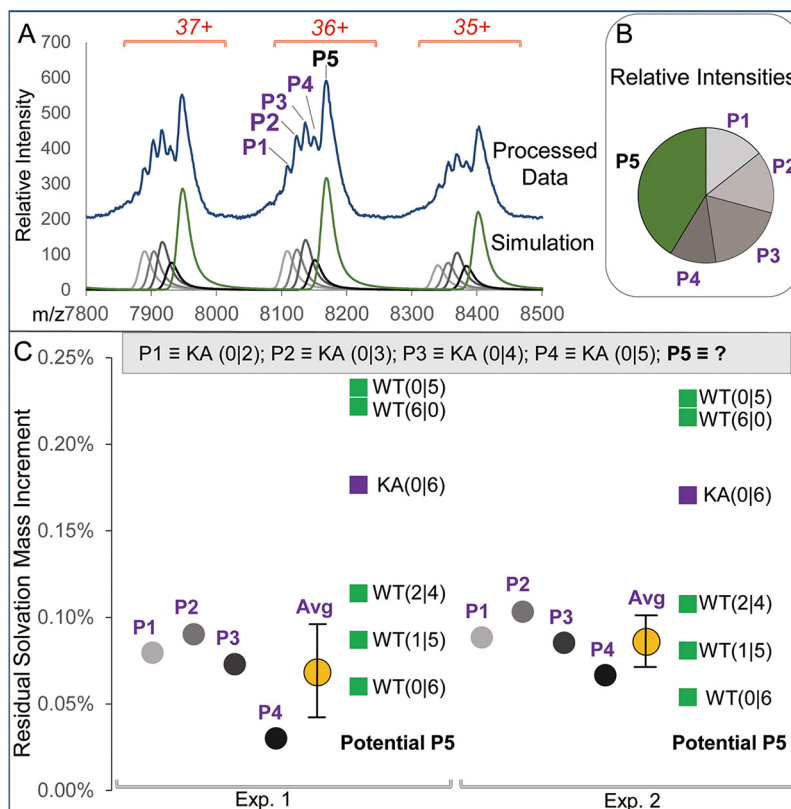 A
37+
36+
35+
700
600
500
400
300
200
100
0
Relative Intensity
P1
P2
P3
P4
P5
Processed
Data
Simulation
m/z
7800
7900
8000
8100
8200
8300
8400
8500
B
Relative Intensities
P1
P2
P3
P4
P5
C
P1 ≡ KA (0|2); P2 ≡ KA (0|3); P3 ≡ KA (0|4); P4 ≡ KA (0|5); P5 ≡ ?
Residual Solvation Mass Increment
0.25%
0.20%
0.15%
0.10%
0.05%
0.00%
P1
P2
P3
P4
Avg
WT(0|5)
WT(6|0)
KA(0|6)
WT(2|4)
WT(1|5)
WT(0|6)
Potential P5
Exp. 1
P1
P2
P3
P4
Avg
WT(0|5)
WT(6|0)
KA(0|6)
WT(2|4)
WT(1|5)
WT(0|6
Potential P5
Exp. 2